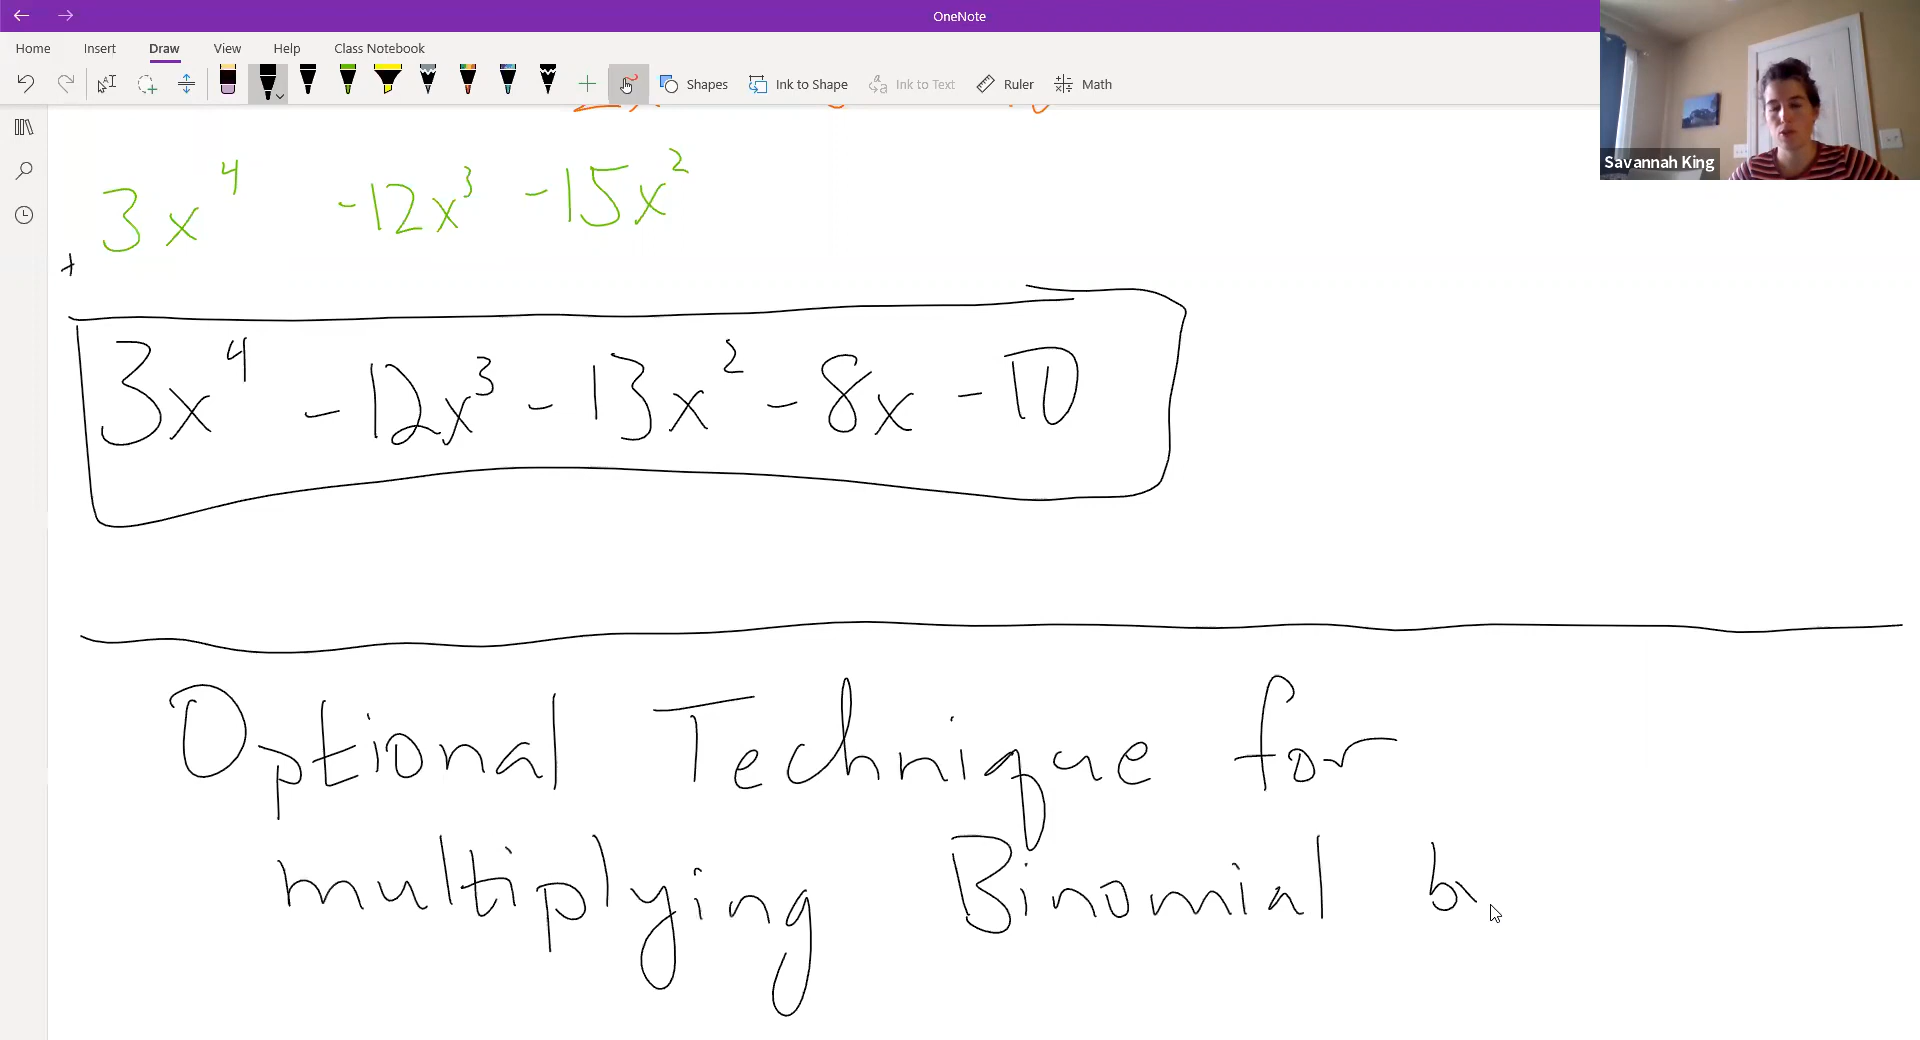 OneNote
Home Insert Draw View Help Class Notebook
Shapes Ink to Shape Ink to Text Ruler Math
Savannah King
3x⁴ -12x³ -15x²
+
3x⁴ - 12x³ - 13x² - 8x - 10
Optional Technique for
multiplying Binomial by